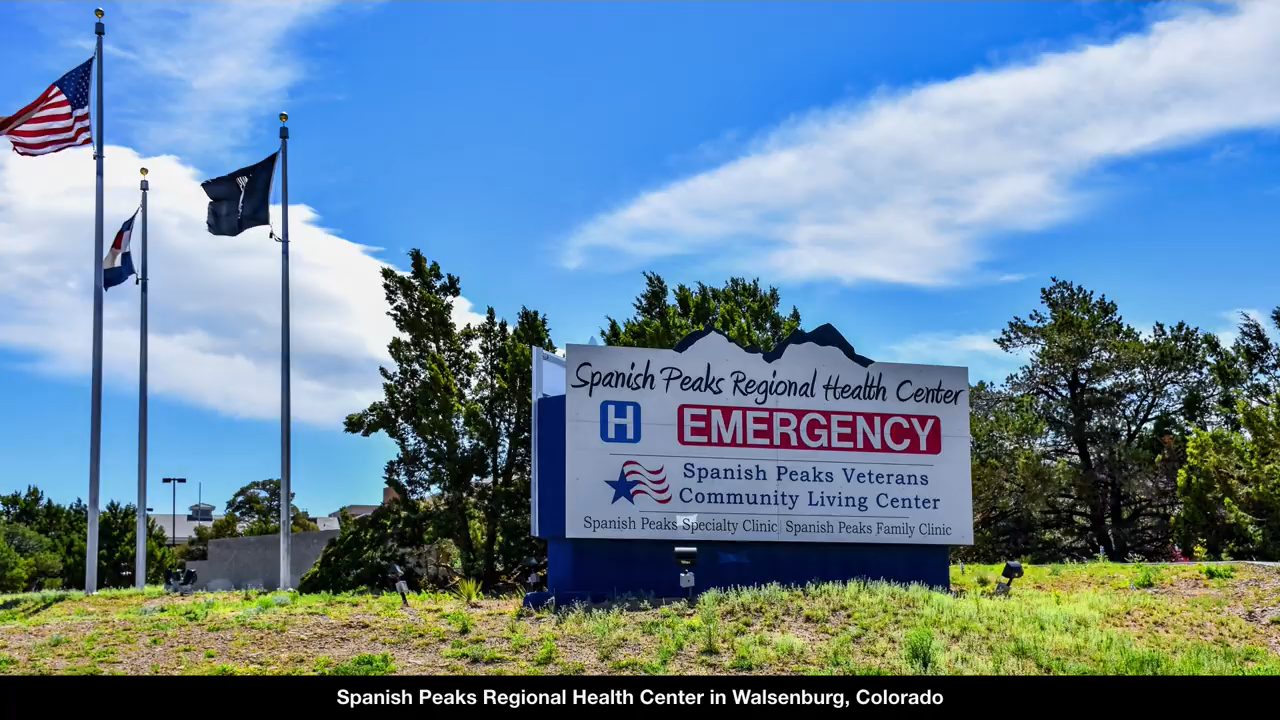 Spanish Peaks Regional Health Center
H EMERGENCY
Spanish Peaks Veterans
Community Living Center
Spanish Peaks Specialty Clinic Spanish Peaks Family Clinic
Spanish Peaks Regional Health Center in Walsenburg, Colorado